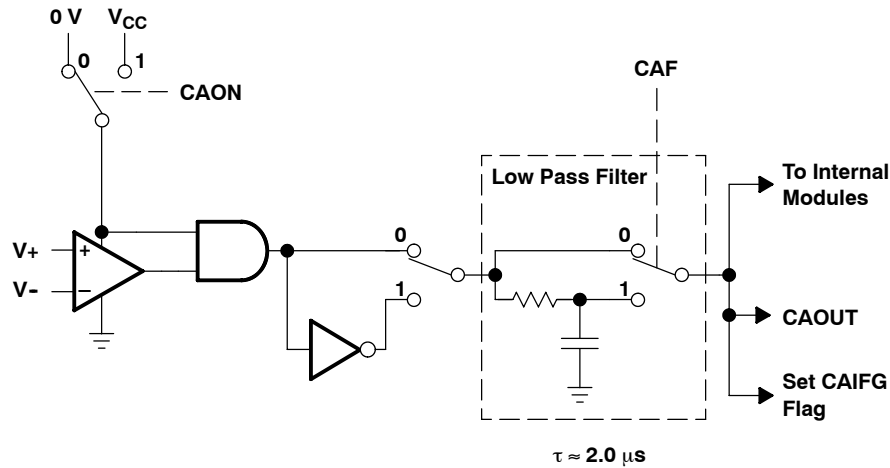 0 V VCC
0 1
CAON
CAF
Low Pass Filter
To Internal
Modules
V+
+
V-
−
0
1
0
1
CAOUT
Set CAIFG
Flag
τ ≈ 2.0 μs